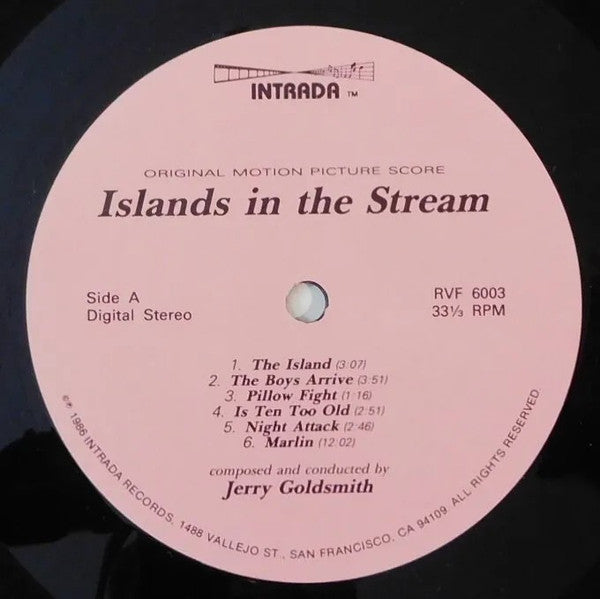 INTRADA TM
ORIGINAL MOTION PICTURE SCORE
Islands in the Stream
Side A
Digital Stereo
RVF 6003
33⅓ RPM
1. The Island (3:07)
2. The Boys Arrive (3:51)
3. Pillow Fight (1:16)
4. Is Ten Too Old (2:51)
5. Night Attack (2:46)
6. Marlin (12:02)
composed and conducted by
Jerry Goldsmith
©℗ 1986 INTRADA RECORDS, 1488 VALLEJO ST., SAN FRANCISCO, CA 94109 ALL RIGHTS RESERVED